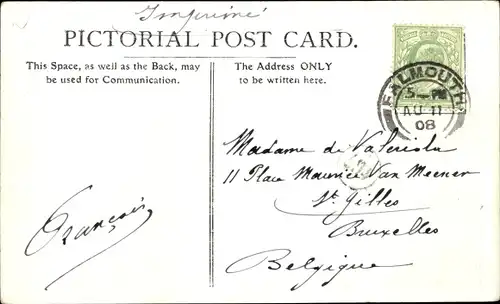 Imprimé
PICTORIAL POST CARD.
This Space, as well as the Back, may
be used for Communication.
The Address ONLY
to be written here.
FALMOUTH
AU 11
08
Madame de Valeriola
11 Place Maurice Van Meenen
St. Gilles
Bruxelles
Belgique
François